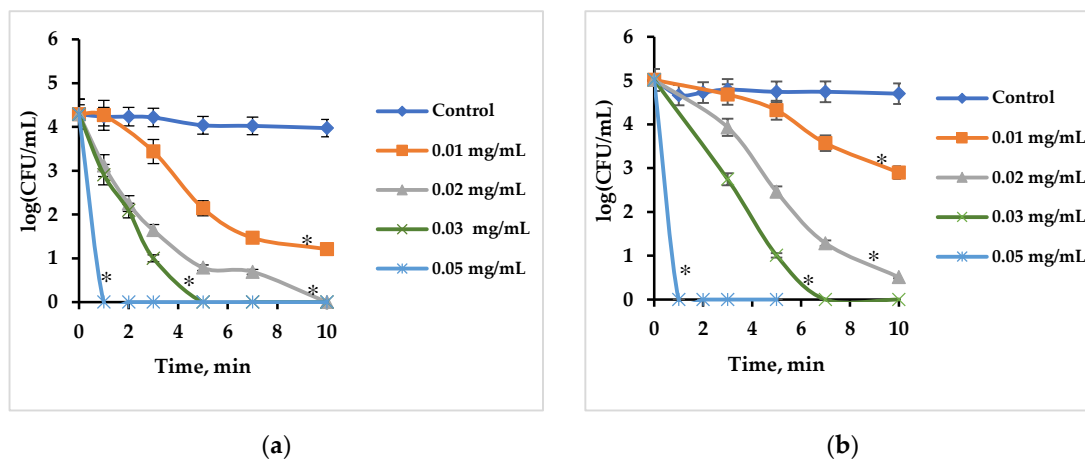 6
5
4
3
2
1
0
0 2 4 6 8 10
log(CFU/mL)
Time, min
Control
0.01 mg/mL
0.02 mg/mL
0.03 mg/mL
0.05 mg/mL
* * * *
(a)
6
5
4
3
2
1
0
0 2 4 6 8 10
log(CFU/mL)
Time, min
Control
0.01 mg/mL
0.02 mg/mL
0.03 mg/mL
0.05 mg/mL
* * * *
(b)